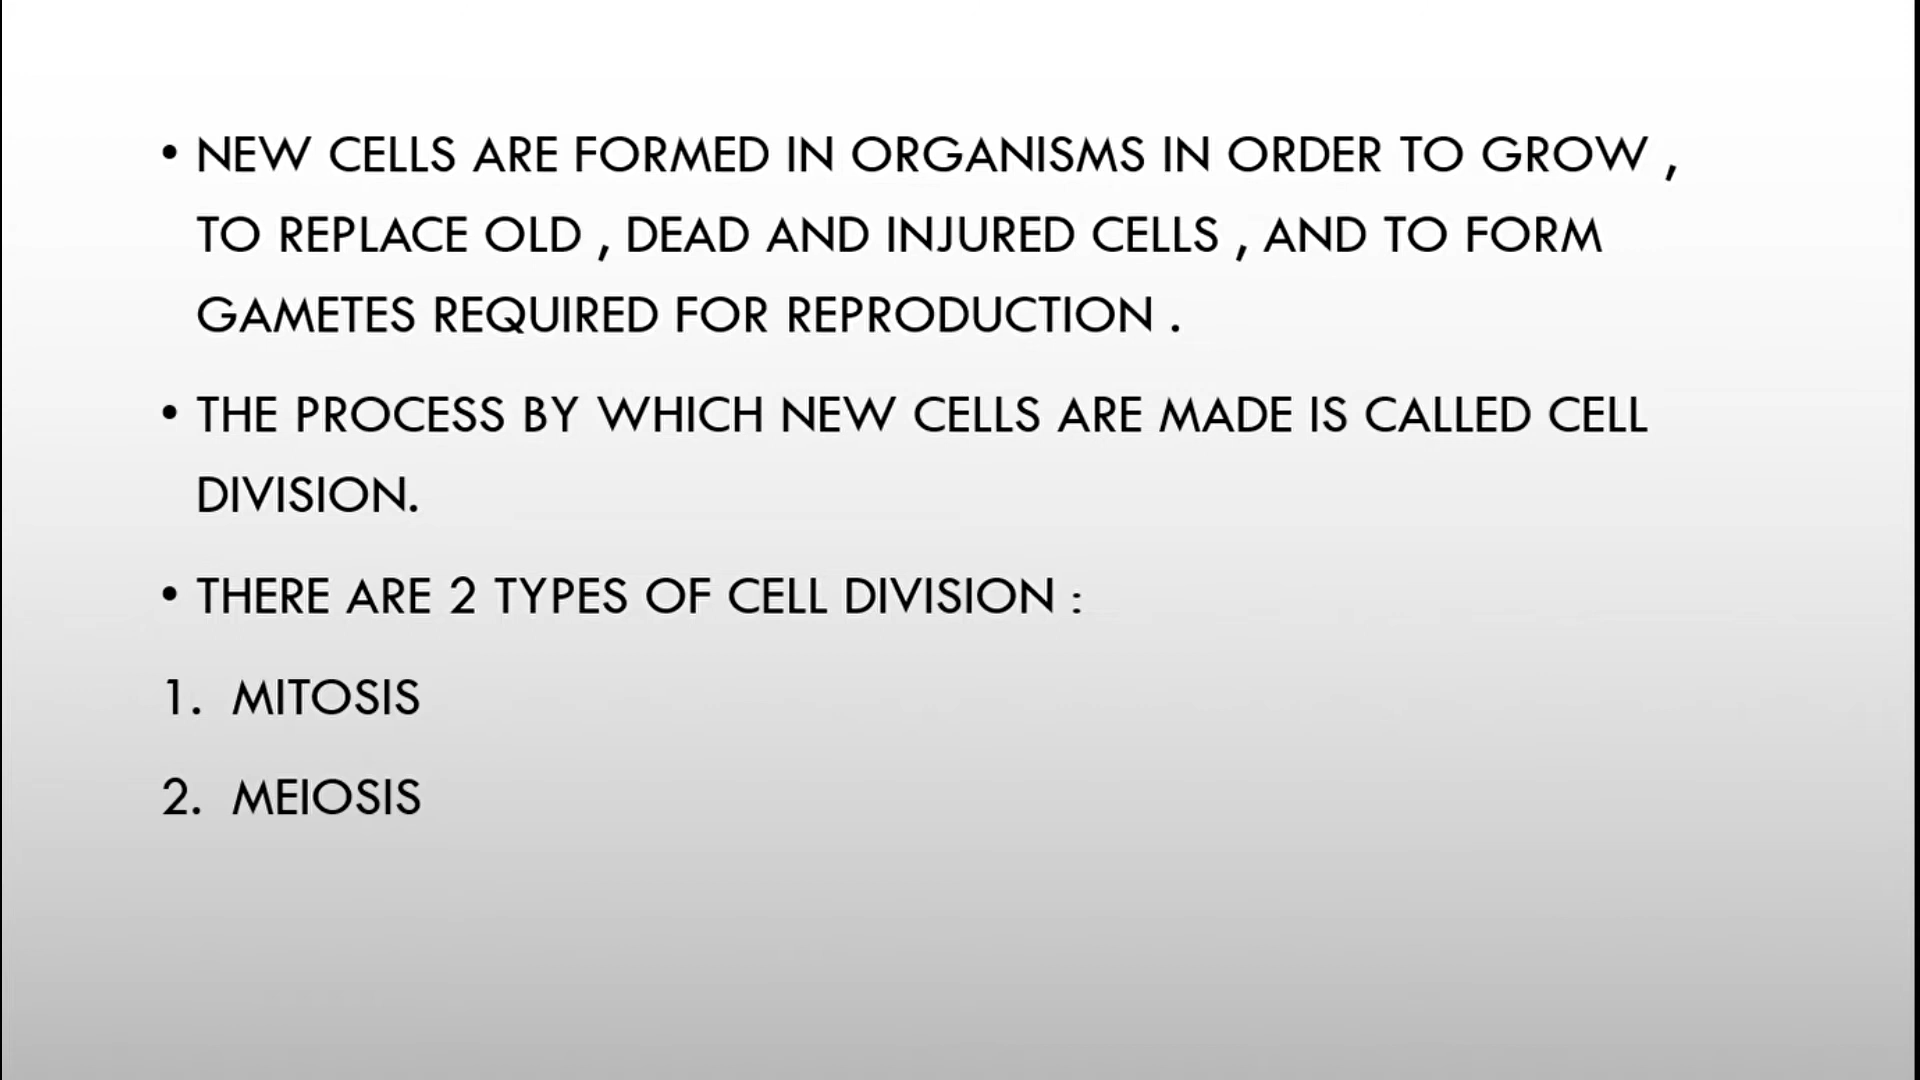 • NEW CELLS ARE FORMED IN ORGANISMS IN ORDER TO GROW ,
TO REPLACE OLD , DEAD AND INJURED CELLS , AND TO FORM
GAMETES REQUIRED FOR REPRODUCTION .
• THE PROCESS BY WHICH NEW CELLS ARE MADE IS CALLED CELL
DIVISION.
• THERE ARE 2 TYPES OF CELL DIVISION :
1. MITOSIS
2. MEIOSIS